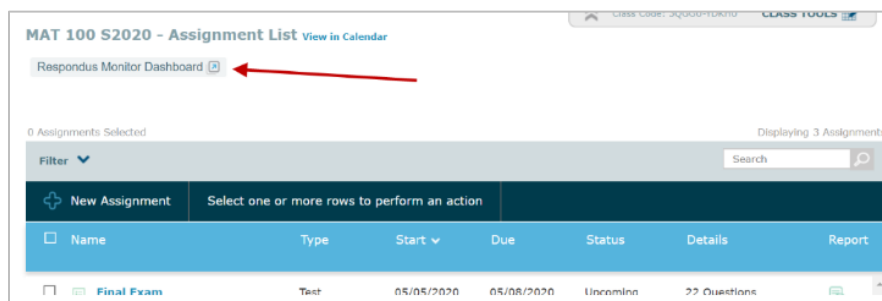 CLASS TOOLS
MAT 100 S2020 - Assignment List View in Calendar
Respondus Monitor Dashboard
0 Assignments Selected
Displaying 3 Assignment
Filter
Search
New Assignment Select one or more rows to perform an action
Name Type Start Due Status Details Report
Final Exam Test 05/05/2020 05/08/2020 Upcoming 22 Questions